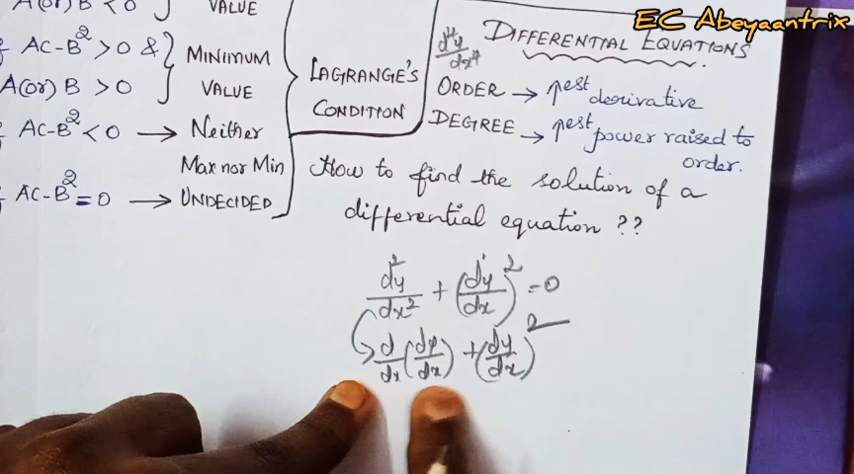 EC Abeyaantrix
A(or) B < 0 } VALUE
AC-B² > 0 & } MINIMUM
A(or) B > 0 } VALUE
AC-B² < 0 → Neither
Max nor Min
AC-B² = 0 → UNDECIDED
LAGRANGE'S
CONDITION
DIFFERENTIAL EQUATIONS
ORDER → ↑est derivative
DEGREE → ↑est power raised to
order.
How to find the solution of a
differential equation ??
d²y/dx² + (dy/dx)² = 0
d/dx (dy/dx) + (dy/dx)²